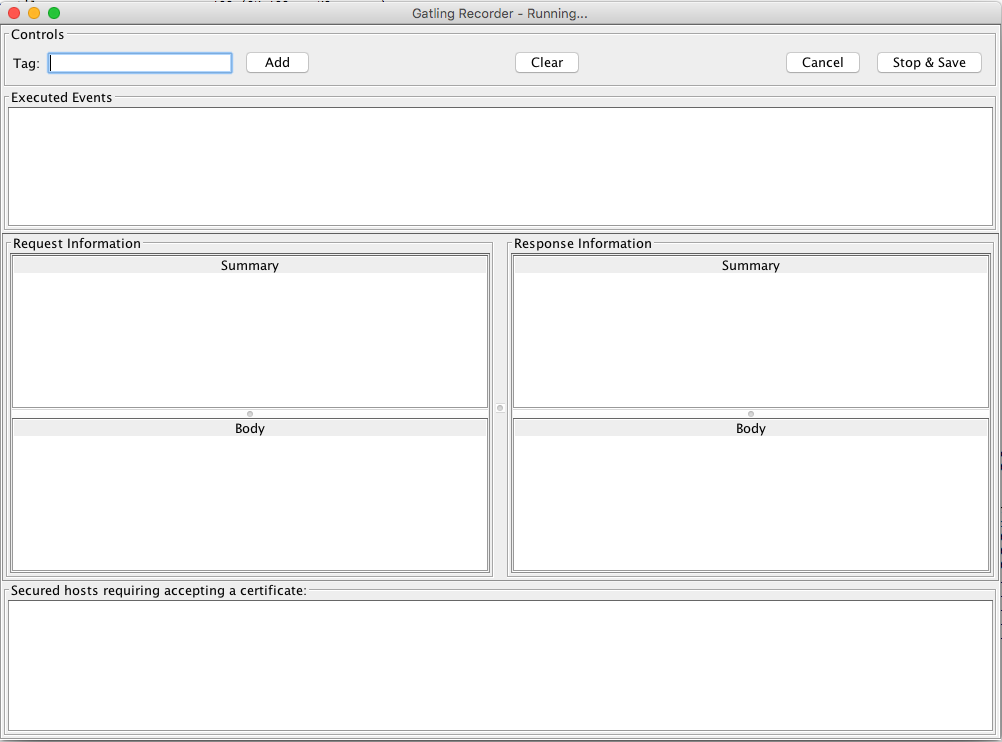 Gatling Recorder - Running...
Controls
Tag: Add Clear Cancel Stop & Save
Executed Events
Request Information Response Information
Summary Summary
Body Body
Secured hosts requiring accepting a certificate: